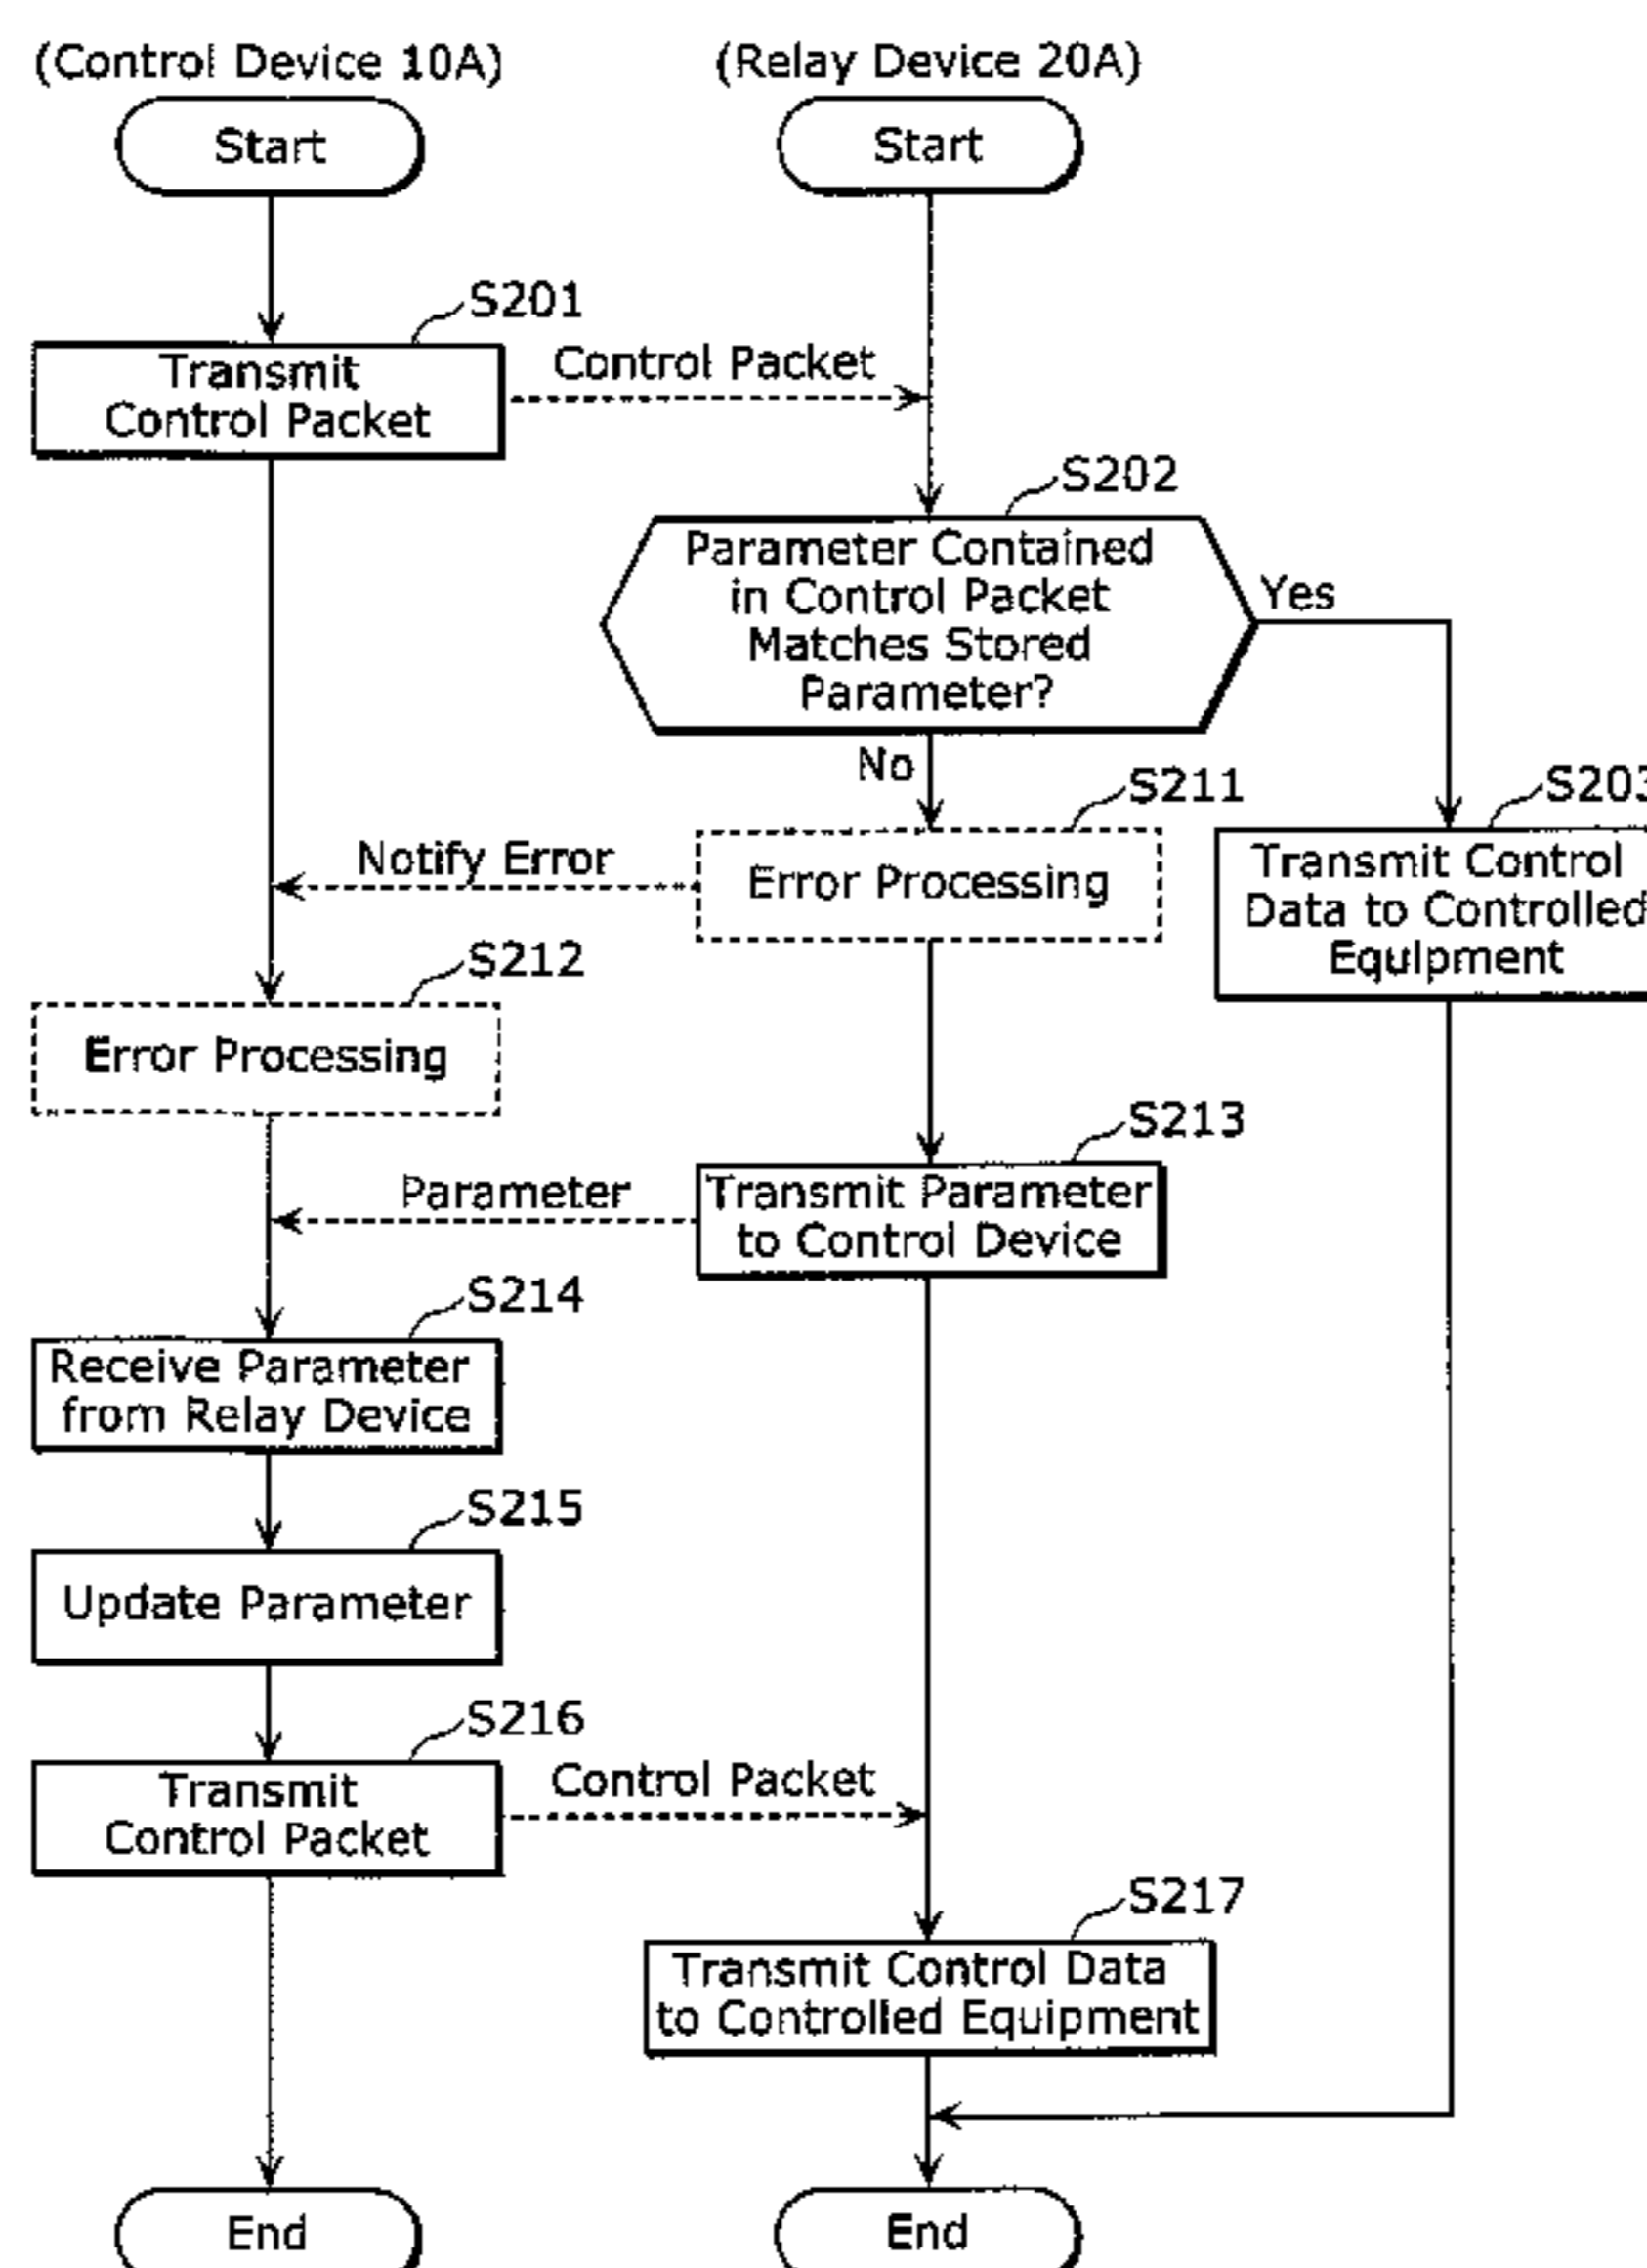 (Control Device 10A)
(Relay Device 20A)
Start
Start
S201
Transmit
Control Packet
Control Packet
S202
Parameter Contained
in Control Packet
Matches Stored
Parameter?
Yes
No
S211
S203
Notify Error
Error Processing
Transmit Control
Data to Controlled
Equipment
S212
Error Processing
S213
Parameter
Transmit Parameter
to Control Device
S214
Receive Parameter
from Relay Device
S215
Update Parameter
S216
Transmit
Control Packet
Control Packet
S217
Transmit Control Data
to Controlled Equipment
End
End